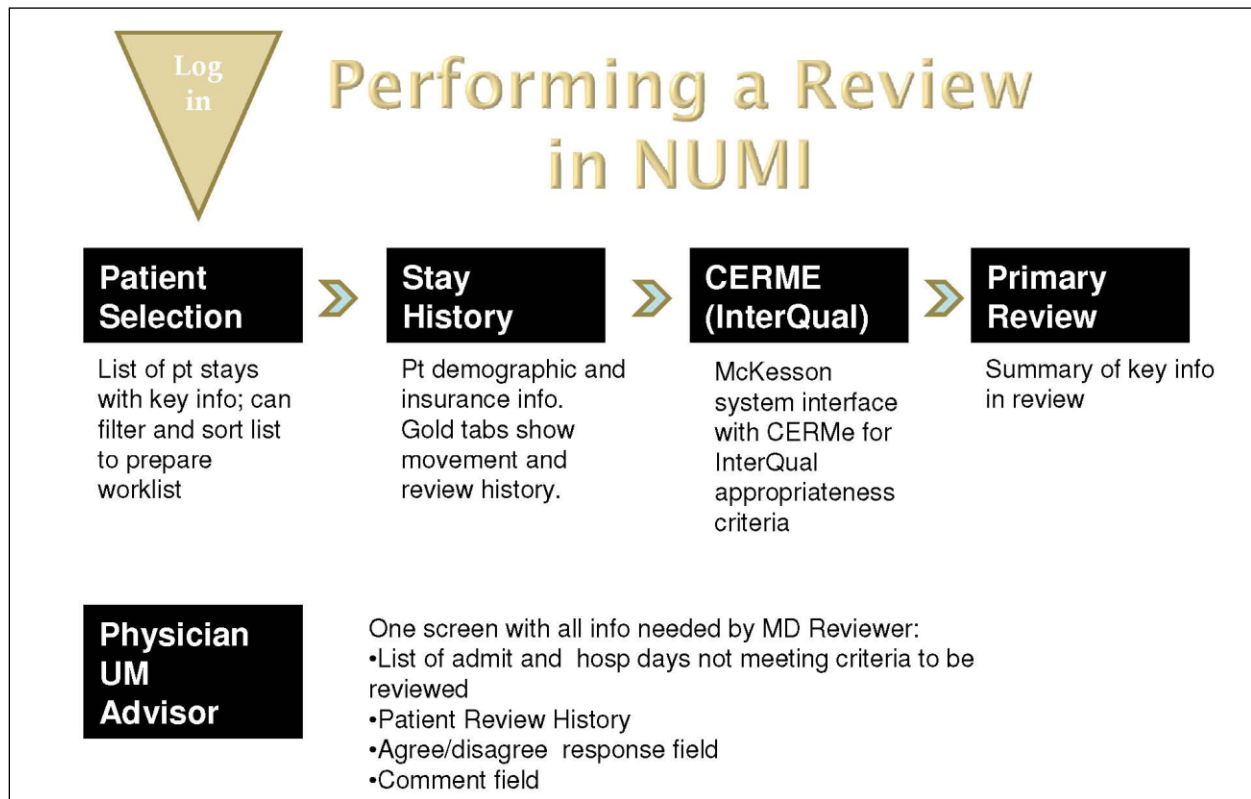 Log
in
Performing a Review
in NUMI
Patient
Selection
List of pt stays
with key info; can
filter and sort list
to prepare
worklist
Stay
History
Pt demographic and
insurance info.
Gold tabs show
movement and
review history.
CERME
(InterQual)
McKesson
system interface
with CERMe for
InterQual
appropriateness
criteria
Primary
Review
Summary of key info
in review
Physician
UM
Advisor
One screen with all info needed by MD Reviewer:
•List of admit and hosp days not meeting criteria to be
reviewed
•Patient Review History
•Agree/disagree response field
•Comment field